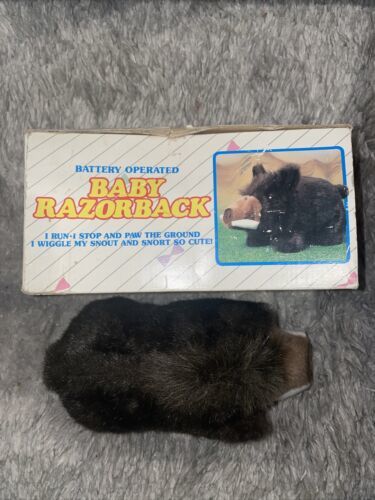 BATTERY OPERATED
BABY
RAZORBACK
I RUN•I STOP AND PAW THE GROUND
I WIGGLE MY SNOUT AND SNORT SO CUTE!